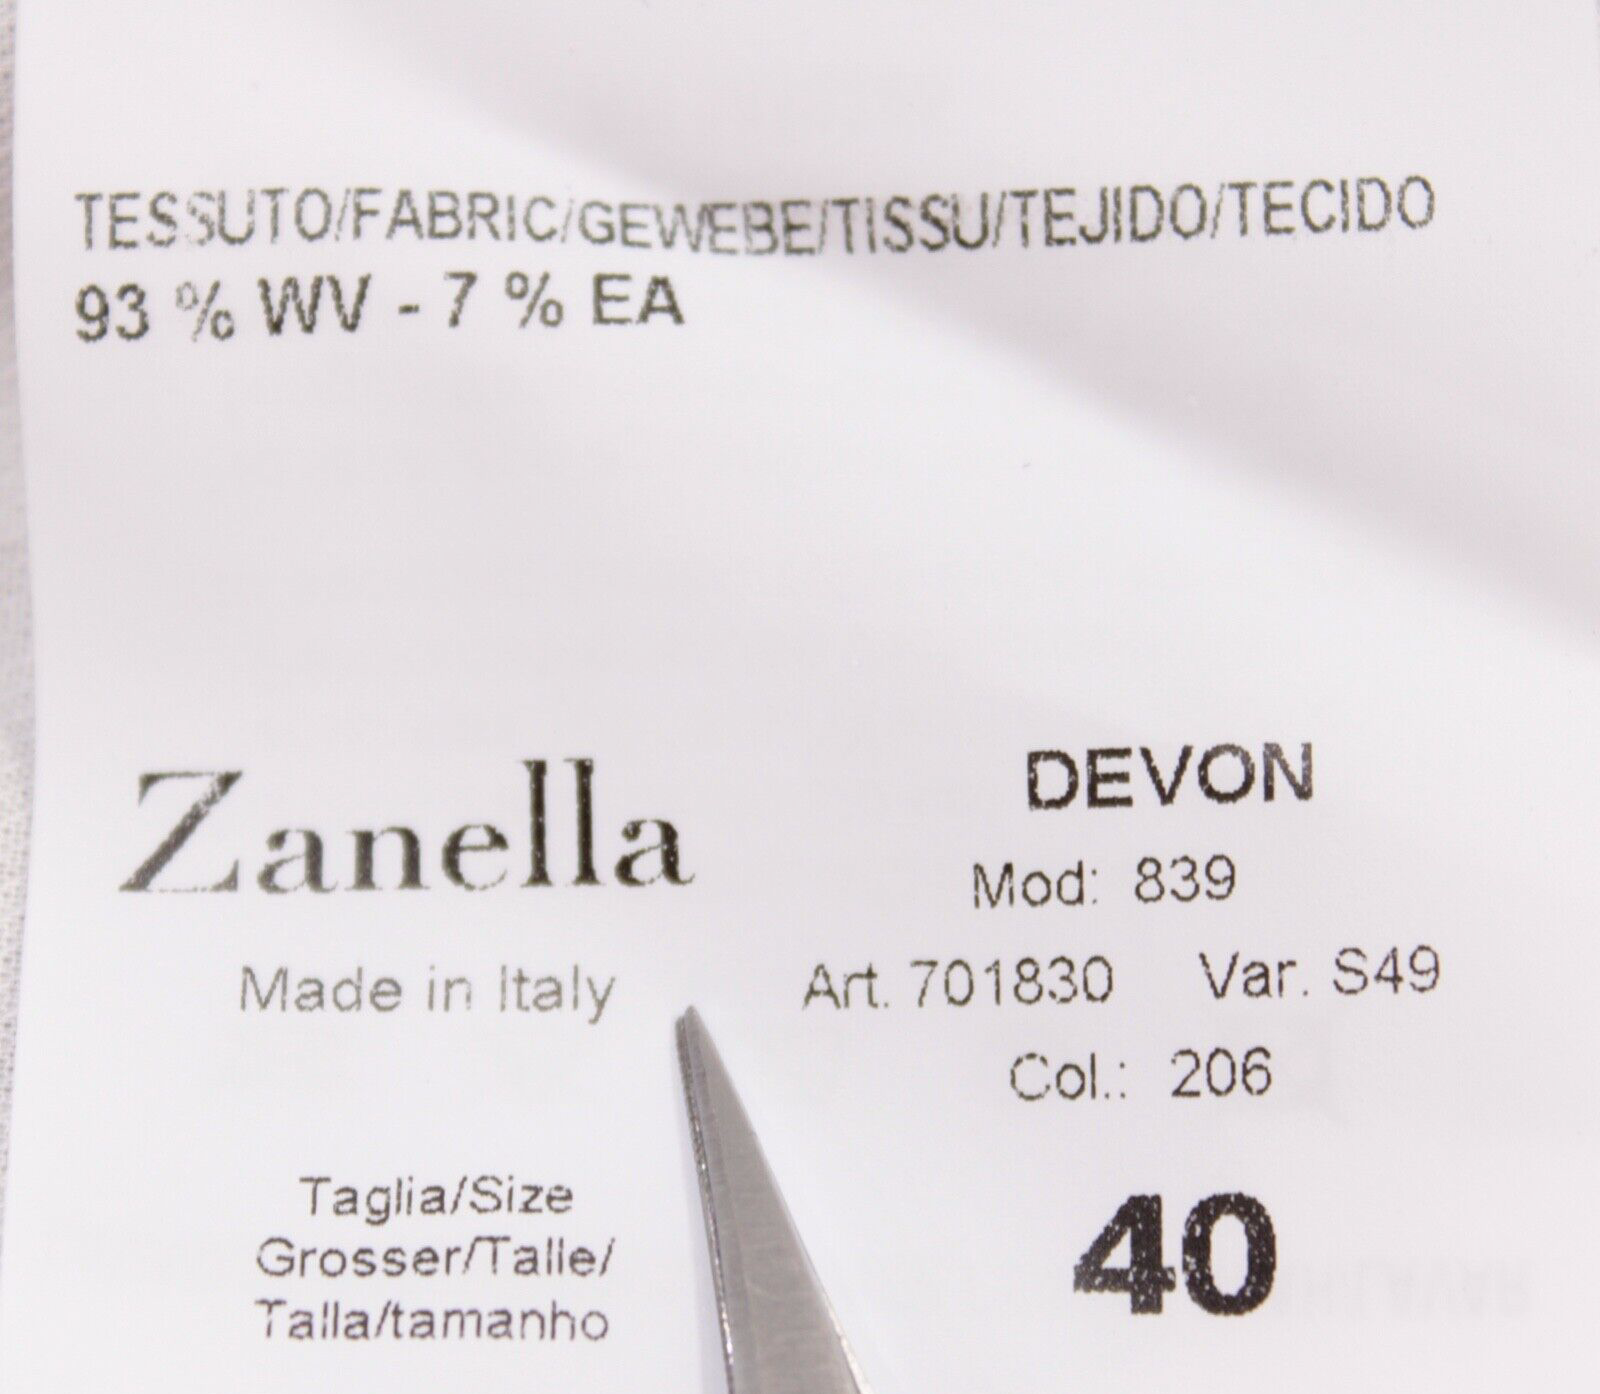 TESSUTO/FABRIC/GEWEBE/TISSU/TEJIDO/TECIDO
93 % WV - 7 % EA
Zanella
Made in Italy
DEVON
Mod: 839
Art. 701830 Var. S49
Col.: 206
Taglia/Size
Grosser/Talle/
Talla/tamanho
40